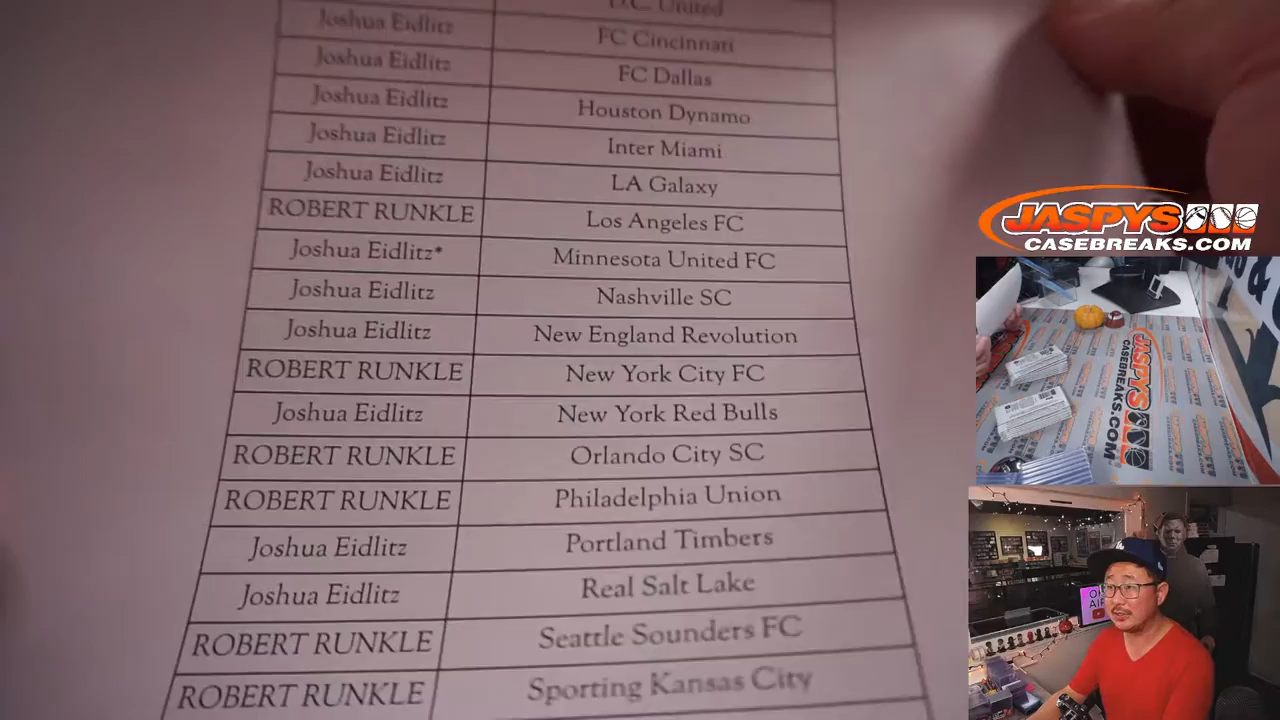 D.C. United
Joshua Eidlitz FC Cincinnati
Joshua Eidlitz FC Dallas
Joshua Eidlitz Houston Dynamo
Joshua Eidlitz Inter Miami
Joshua Eidlitz LA Galaxy
ROBERT RUNKLE Los Angeles FC
Joshua Eidlitz* Minnesota United FC
Joshua Eidlitz Nashville SC
Joshua Eidlitz New England Revolution
ROBERT RUNKLE New York City FC
Joshua Eidlitz New York Red Bulls
ROBERT RUNKLE Orlando City SC
ROBERT RUNKLE Philadelphia Union
Joshua Eidlitz Portland Timbers
Joshua Eidlitz Real Salt Lake
ROBERT RUNKLE Seattle Sounders FC
ROBERT RUNKLE Sporting Kansas City
JASPYS
CASEBREAKS.COM
JASPYS
CASEBREAKS.COM